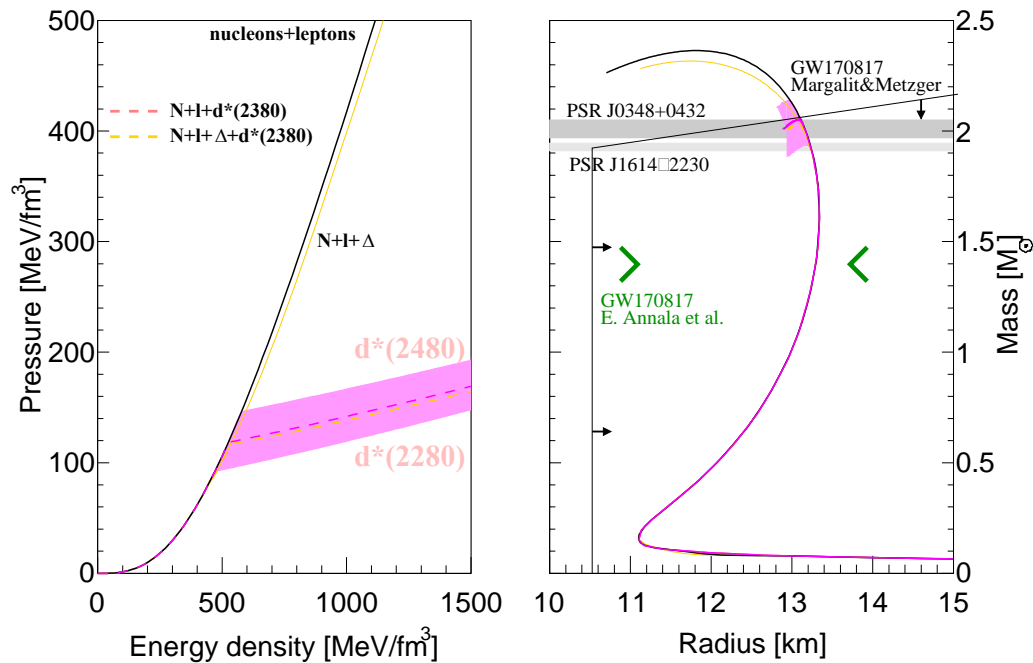 500
400
300
200
100
0
0
500
1000
1500
Pressure [MeV/fm³]
Energy density [MeV/fm³]
nucleons+leptons
N+l+d*(2380)
N+l+Δ+d*(2380)
N+l+Δ
d*(2480)
d*(2280)
GW170817
Margalit&Metzger
PSR J0348+0432
PSR J1614□2230
GW170817
E. Annala et al.
2.5
2
1.5
1
0.5
0
10
11
12
13
14
15
Radius [km]
Mass [M⊙]